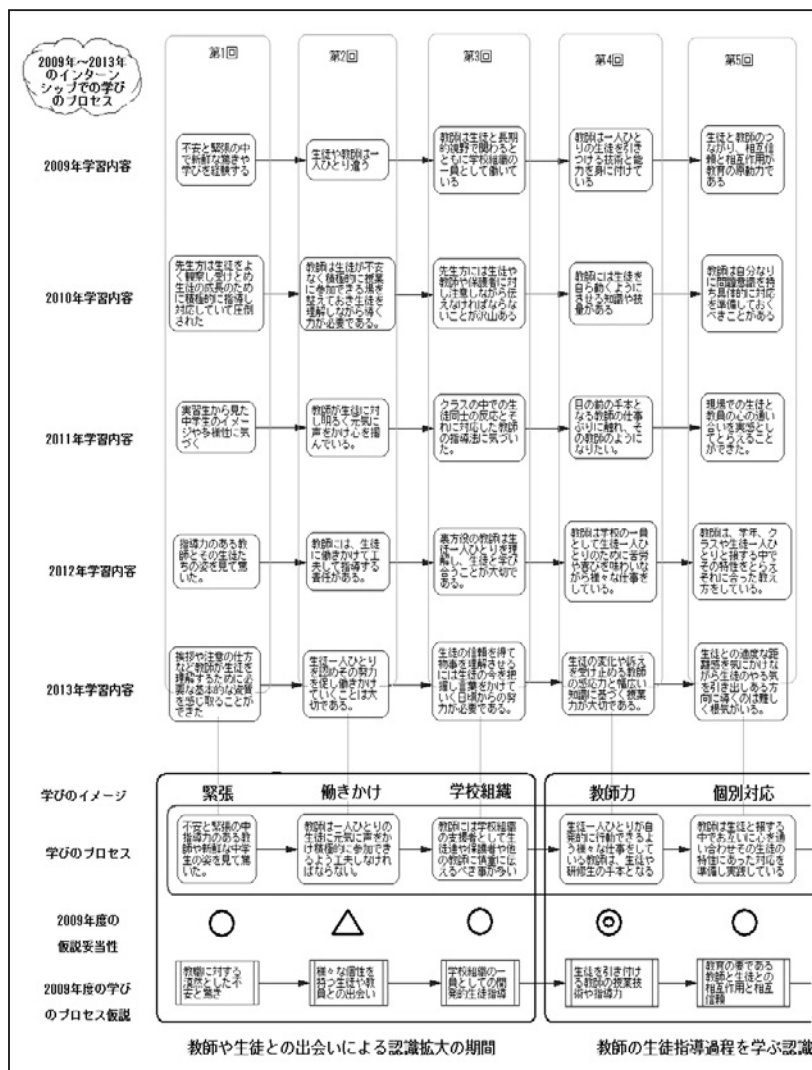 2009年～2013年
のインターン
シップでの学び
のプロセス
第1回
第2回
第3回
第4回
第5回
2009年学習内容
不安と緊張の中
で新鮮な驚きや
学びを経験する
生徒や教師は一
人ひとり違う
教師は生徒と長期
的視野で関わると
ともに学校組織の
一員として働いて
いる
教師は一人ひと
りの生徒を引き
つける技術と能
力を身に付けて
いる
生徒と教師のつ
ながり、相互信
頼と相互作用が
教育の原動力で
ある
2010年学習内容
先生方は生徒をよ
く観察し受けとめ
生徒の成長のため
に積極的に指導し
対応していて圧倒
された
教師は生徒が不安
なく積極的に授業
に参加できる場を
整えておき生徒を
理解しながら導く
力が必要である。
先生方には生徒や
教師や保護者に対
し注意しながら伝
えなければならな
いことが沢山ある
教師には生徒を
自ら動くように
させる知識や技
量がある
教師は自分なり
に問題意識を持
ち具体的に対応
を準備しておく
べきことがある
2011年学習内容
実習生から見た
中学生のイメー
ジや多様性に気
づく
教師が生徒に対
し明るく元気に
声をかけ心を掴
んでいる。
クラスの中での生
徒同士の反応とそ
れに対応した教師
の指導法に気づい
た。
目の前の手本と
なる教師の仕事
ぶりに触れ、そ
の教師のように
なりたい。
現場での生徒と
教員の心の通い
合いを実感とし
てとらえること
ができた。
2012年学習内容
指導力のある教
師とその生徒た
ちの姿を見て驚
いた。
教師には、生徒
に働きかけて工
夫して指導する
責任がある。
裏方役の教師は生
徒一人ひとりを理
解し、生徒と学び
合うことが大切で
ある。
教師は学校の一員
として生徒一人ひ
とりのために苦労
や喜びを味わいな
がら様々な仕事を
している。
教師は、学年、ク
ラスや生徒一人ひ
とりと接する中で
その特性をとらえ
それに合った教え
方をしている。
2013年学習内容
挨拶や注意の仕方
など教師が生徒を
理解するために必
要な基本的な資質
を感じ取ることが
できた
生徒一人ひとり
を認めその努力
を促し働きかけ
ていくことは大
切である。
生徒の信頼を得て
物事を理解させる
には生徒の今を把
握し言葉をかけて
いく日頃からの努
力が必要である。
生徒の変化や訴え
を受け止める教師
の感応力と幅広い
知識に基づく授業
力が大切である。
生徒との適度な距
離感を気にかけなが
ら生徒のやる気
を引き出しある方
向に導くのは難し
く根気がいる。
学びのイメージ
緊張
働きかけ
学校組織
教師力
個別対応
学びのプロセス
不安と緊張の中
指導力のある教
師や新鮮な中学
生の姿を見て驚
いた。
教師は一人ひとりの
生徒に元気に声をか
け積極的に参加でき
るよう工夫しなけれ
ばならない。
教師には学校組織
の支援者として生
徒達や保護者や他
の教師に慎重に伝
えるべき事が多い
生徒一人ひとりが自
発的に行動できるよ
う様々な仕事をし
ている教師は、生徒や
研修生の手本となる
教師は生徒と接する
中でお互いに心を通
い合わせその生徒の
特性にあった対応を
準備し実践している
2009年度の
仮説妥当性
○
△
○
◎
○
2009年度の学び
のプロセス仮説
教職に対する
漠然とした不
安と驚き
様々な個性を
持つ生徒や教
員との出会い
学校組織の一
員としての開
発的生徒指導
生徒を引き付け
る教師の授業技
術や指導力
教育の要である
教師と生徒との
相互作用と相互
信頼
教師や生徒との出会いによる認識拡大の期間
教師の生徒指導過程を学ぶ認識